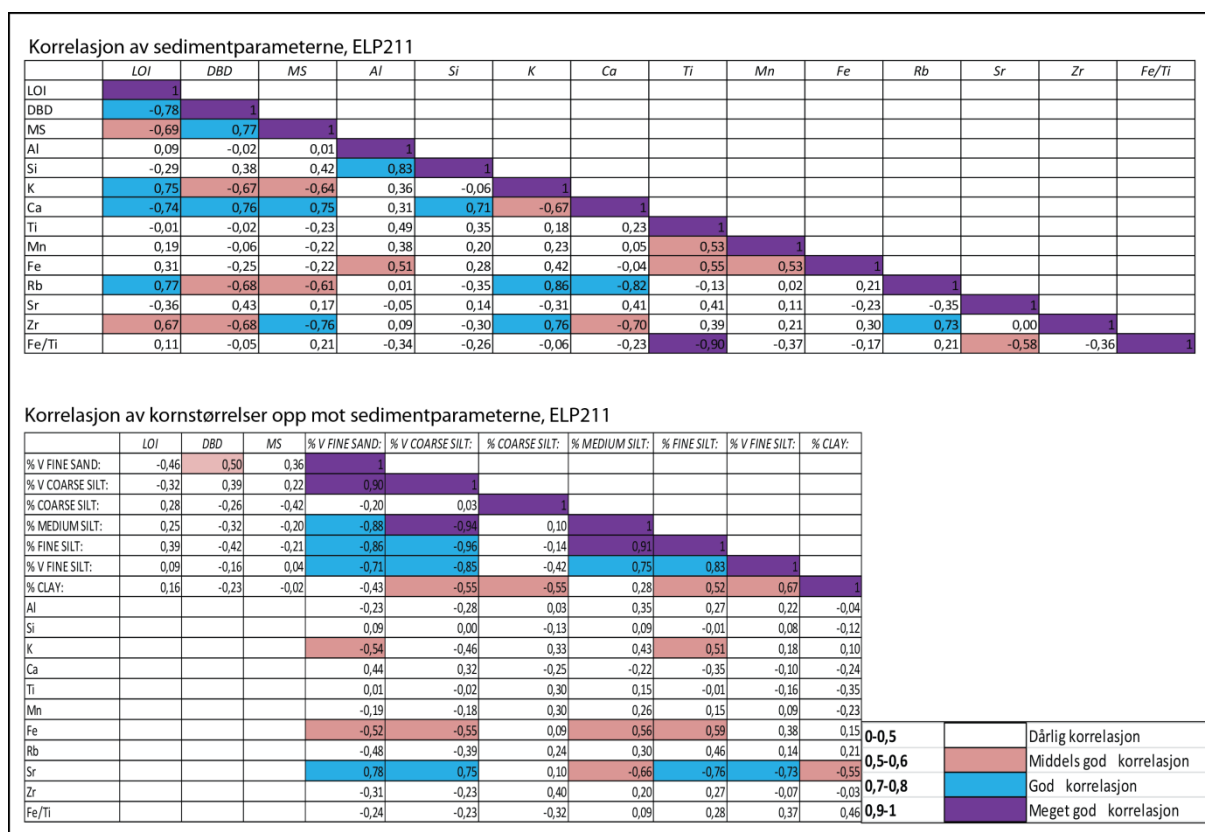 Korrelasjon av sedimentparameterne, ELP211
LOI DBD MS Al Si K Ca Ti Mn Fe Rb Sr Zr Fe/Ti
LOI 1
DBD -0,78 1
MS -0,69 0,77 1
Al 0,09 -0,02 0,01 1
Si -0,29 0,38 0,42 0,83 1
K 0,75 -0,67 -0,64 0,36 -0,06 1
Ca -0,74 0,76 0,75 0,31 0,71 -0,67 1
Ti -0,01 -0,02 -0,23 0,49 0,35 0,18 0,23 1
Mn 0,19 -0,06 -0,22 0,38 0,20 0,23 0,05 0,53 1
Fe 0,31 -0,25 -0,22 0,51 0,28 0,42 -0,04 0,55 0,53 1
Rb 0,77 -0,68 -0,61 0,01 -0,35 0,86 -0,82 -0,13 0,02 0,21 1
Sr -0,36 0,43 0,17 -0,05 0,14 -0,31 0,41 0,41 0,11 -0,23 -0,35 1
Zr 0,67 -0,68 -0,76 0,09 -0,30 0,76 -0,70 0,39 0,21 0,30 0,73 0,00 1
Fe/Ti 0,11 -0,05 0,21 -0,34 -0,26 -0,06 -0,23 -0,90 -0,37 -0,17 0,21 -0,58 -0,36 1
Korrelasjon av kornstørrelser opp mot sedimentparameterne, ELP211
LOI DBD MS % V FINE SAND: % V COARSE SILT: % COARSE SILT: % MEDIUM SILT: % FINE SILT: % V FINE SILT: % CLAY:
% V FINE SAND: -0,46 0,50 0,36 1
% V COARSE SILT: -0,32 0,39 0,22 0,90 1
% COARSE SILT: 0,28 -0,26 -0,42 -0,20 0,03 1
% MEDIUM SILT: 0,25 -0,32 -0,20 -0,88 -0,94 0,10 1
% FINE SILT: 0,39 -0,42 -0,21 -0,86 -0,96 -0,14 0,91 1
% V FINE SILT: 0,09 -0,16 0,04 -0,71 -0,85 -0,42 0,75 0,83 1
% CLAY: 0,16 -0,23 -0,02 -0,43 -0,55 -0,55 0,28 0,52 0,67 1
Al -0,23 -0,28 0,03 0,35 0,27 0,22 -0,04
Si 0,09 0,00 -0,13 0,09 -0,01 0,08 -0,12
K -0,54 -0,46 0,33 0,43 0,51 0,18 0,10
Ca 0,44 0,32 -0,25 -0,22 -0,35 -0,10 -0,24
Ti 0,01 -0,02 0,30 0,15 -0,01 -0,16 -0,35
Mn -0,19 -0,18 0,30 0,26 0,15 0,09 -0,23
Fe -0,52 -0,55 0,09 0,56 0,59 0,38 0,15
Rb -0,48 -0,39 0,24 0,30 0,46 0,14 0,21
Sr 0,78 0,75 0,10 -0,66 -0,76 -0,73 -0,55
Zr -0,31 -0,23 0,40 0,20 0,27 -0,07 -0,03
Fe/Ti -0,24 -0,23 -0,32 0,09 0,28 0,37 0,46
0-0,5 Dårlig korrelasjon
0,5-0,6 Middels god korrelasjon
0,7-0,8 God korrelasjon
0,9-1 Meget god korrelasjon